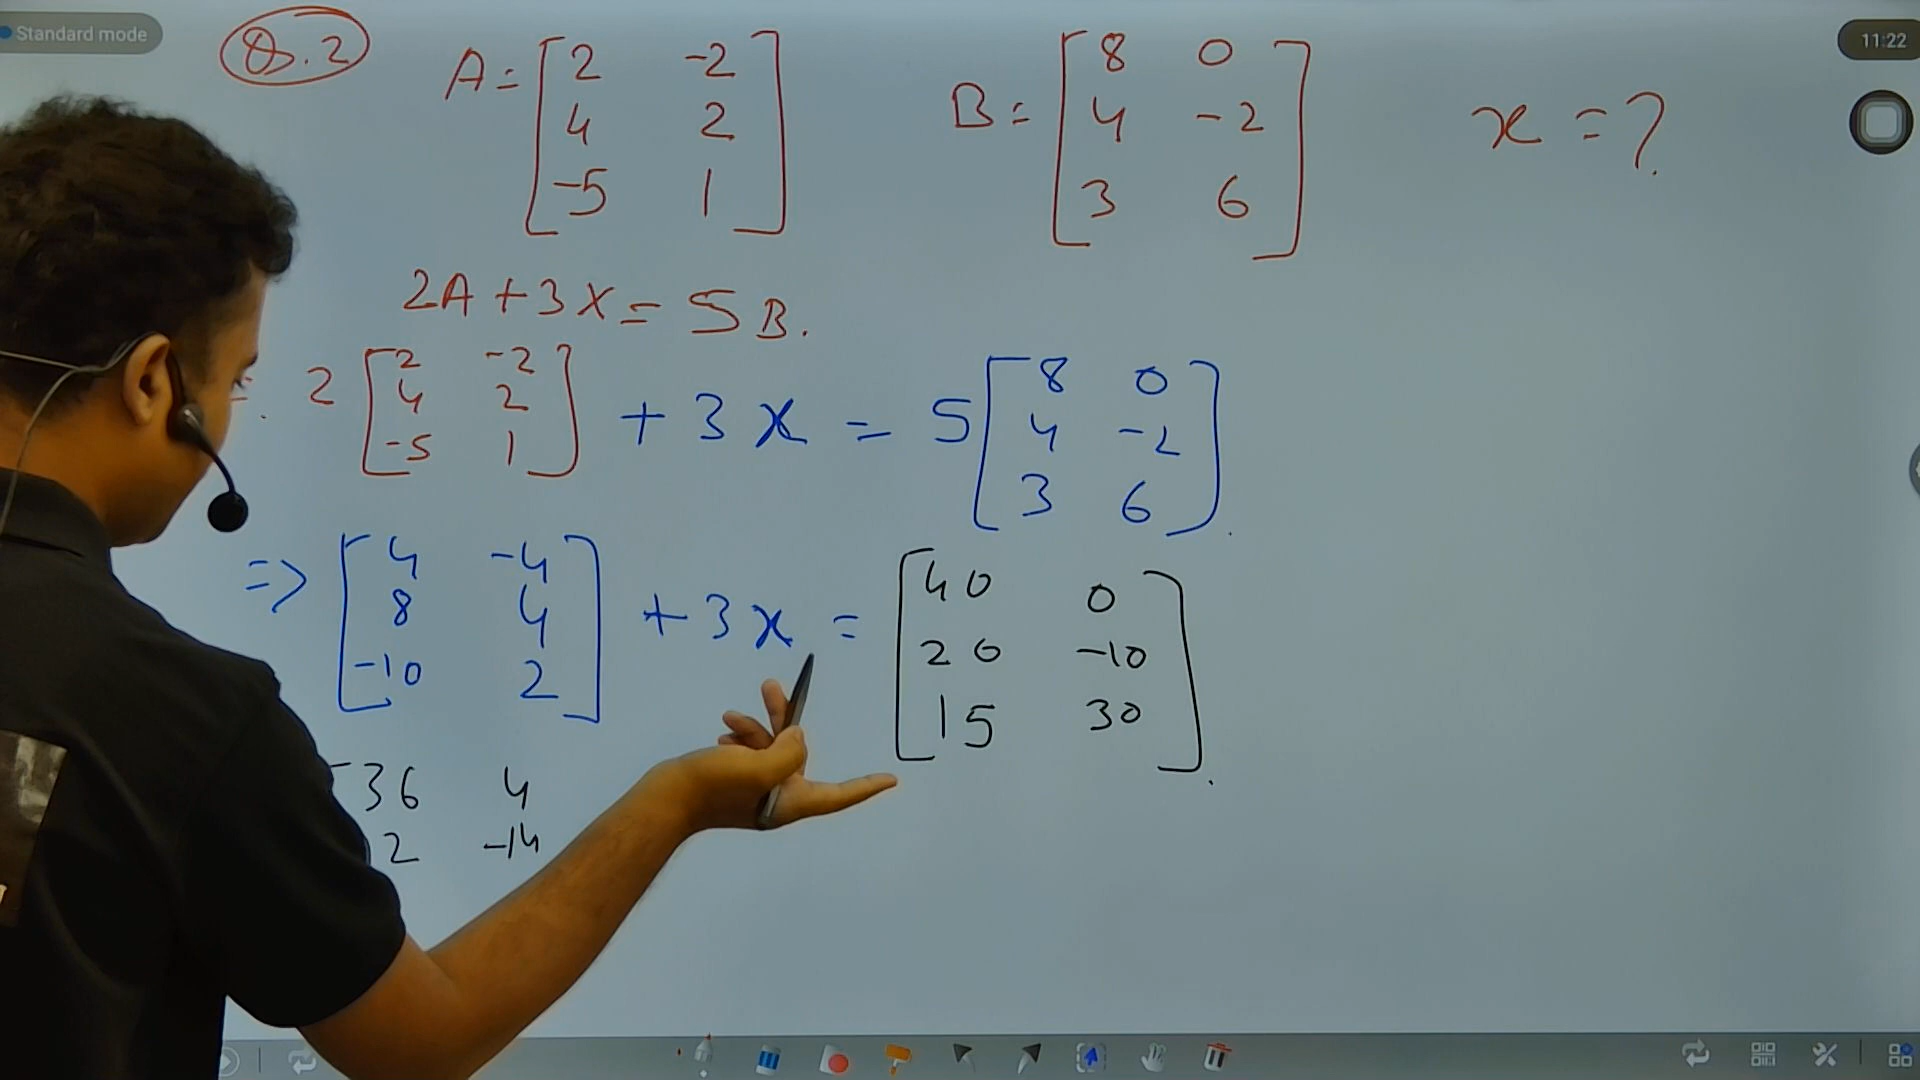 Standard mode
11:22
Q.2 A = [2 -2 B = [8 0 x = ?
4 2 4 -2
-5 1] 3 6]
2A + 3X = 5B.
2 [2 -2 + 3x = 5 [8 0
4 2 4 -2
-5 1] 3 6].
=> [4 -4 + 3x = [40 0
8 4 20 -10
-10 2] 15 30].
36 4
2 -14